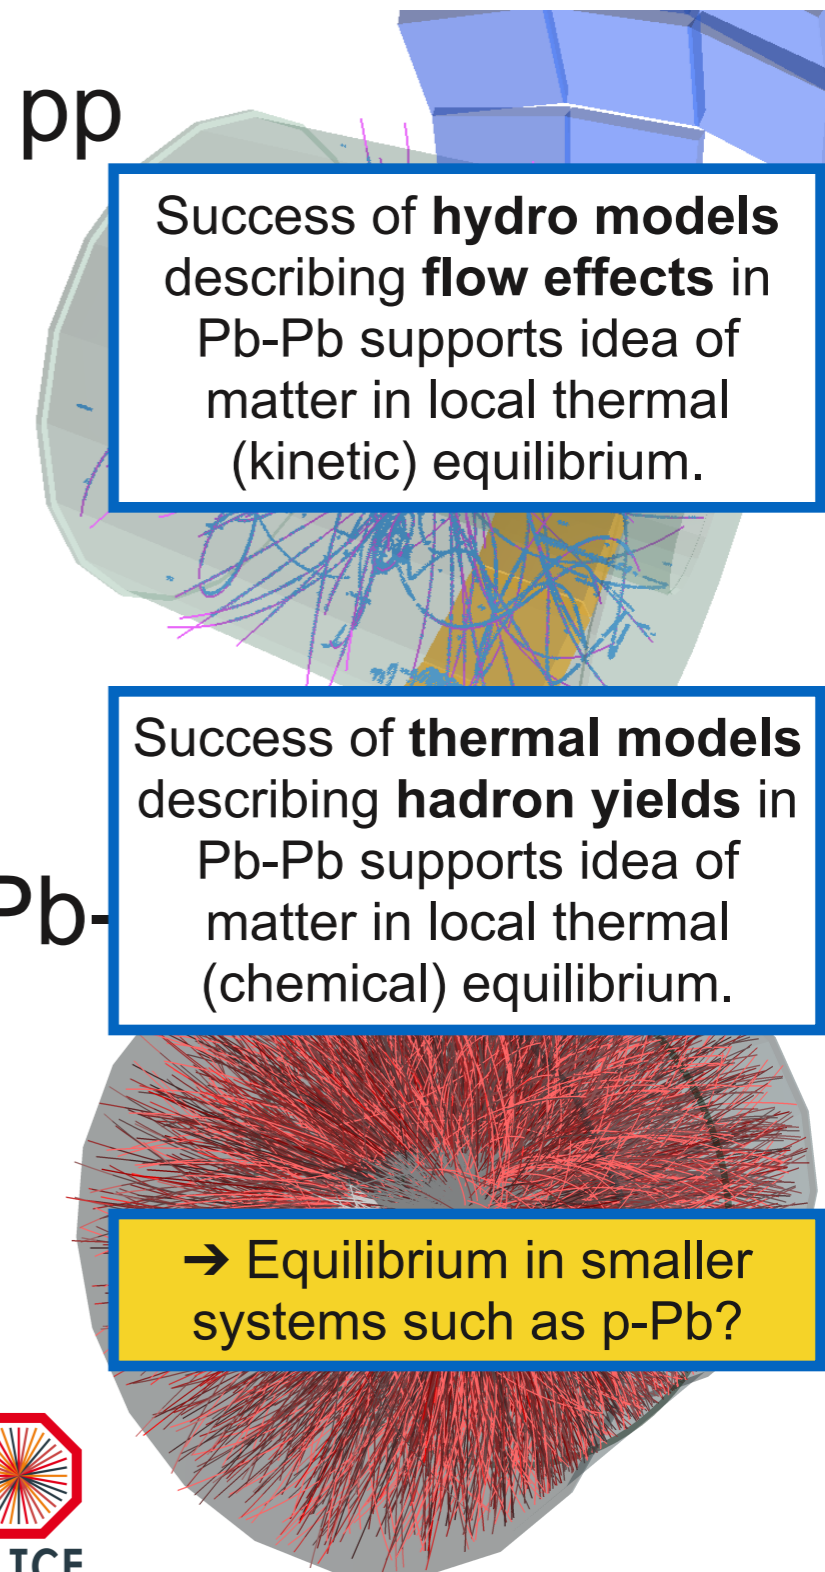 pp
Success of hydro models
describing flow effects in
Pb-Pb supports idea of
matter in local thermal
(kinetic) equilibrium.
Success of thermal models
describing hadron yields in
Pb-Pb supports idea of
matter in local thermal
(chemical) equilibrium.
Pb-
➔ Equilibrium in smaller
systems such as p-Pb?
ICE